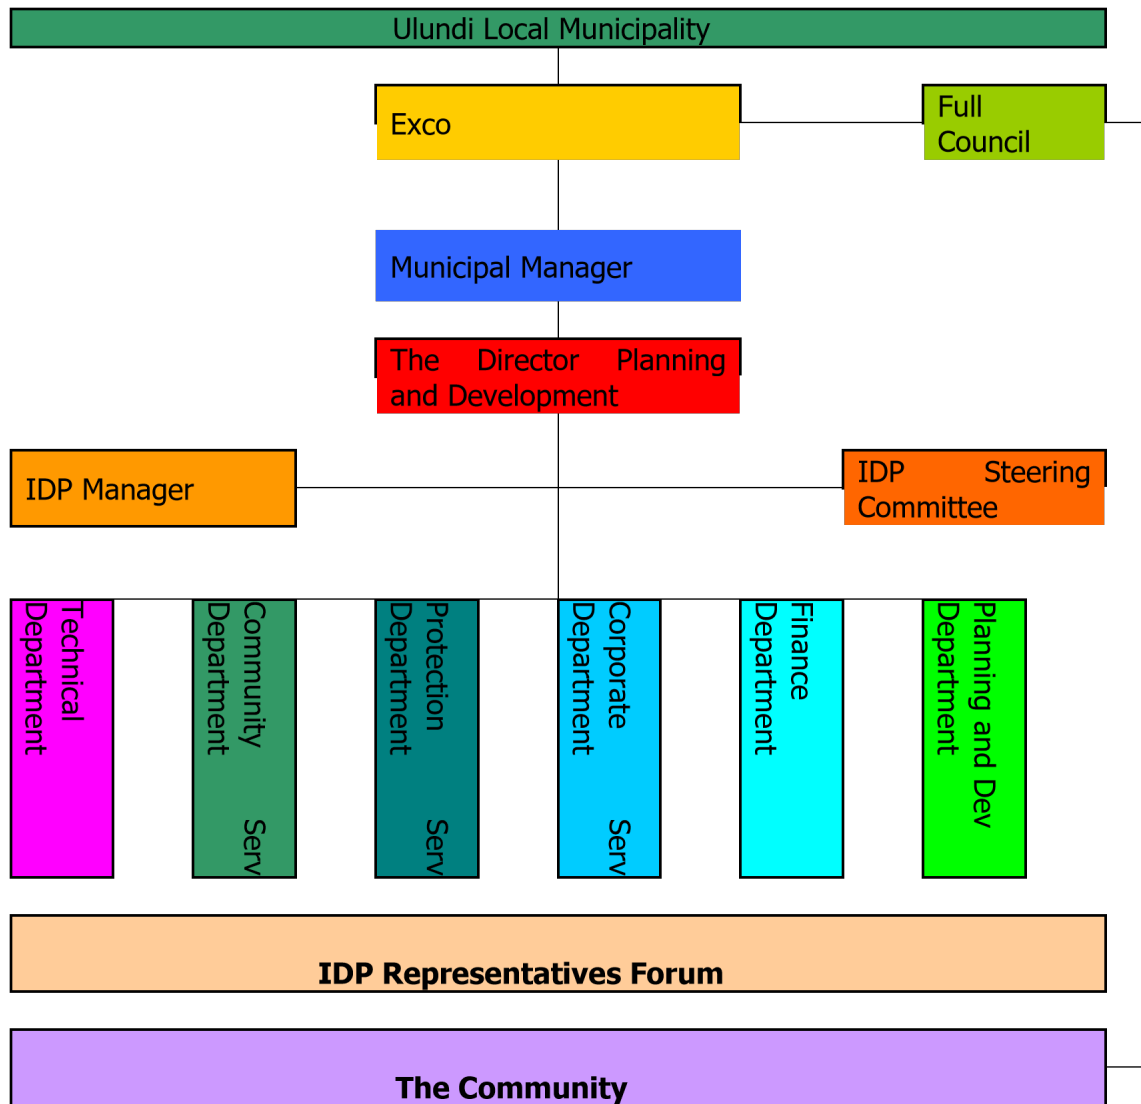 Ulundi Local Municipality
Exco
Full
Council
Municipal Manager
The Director Planning
and Development
IDP Manager
IDP Steering
Committee
Technical
Department
Community Serv
Department
Protection Serv
Department
Corporate Serv
Department
Finance
Department
Planning and Dev
Department
IDP Representatives Forum
The Community